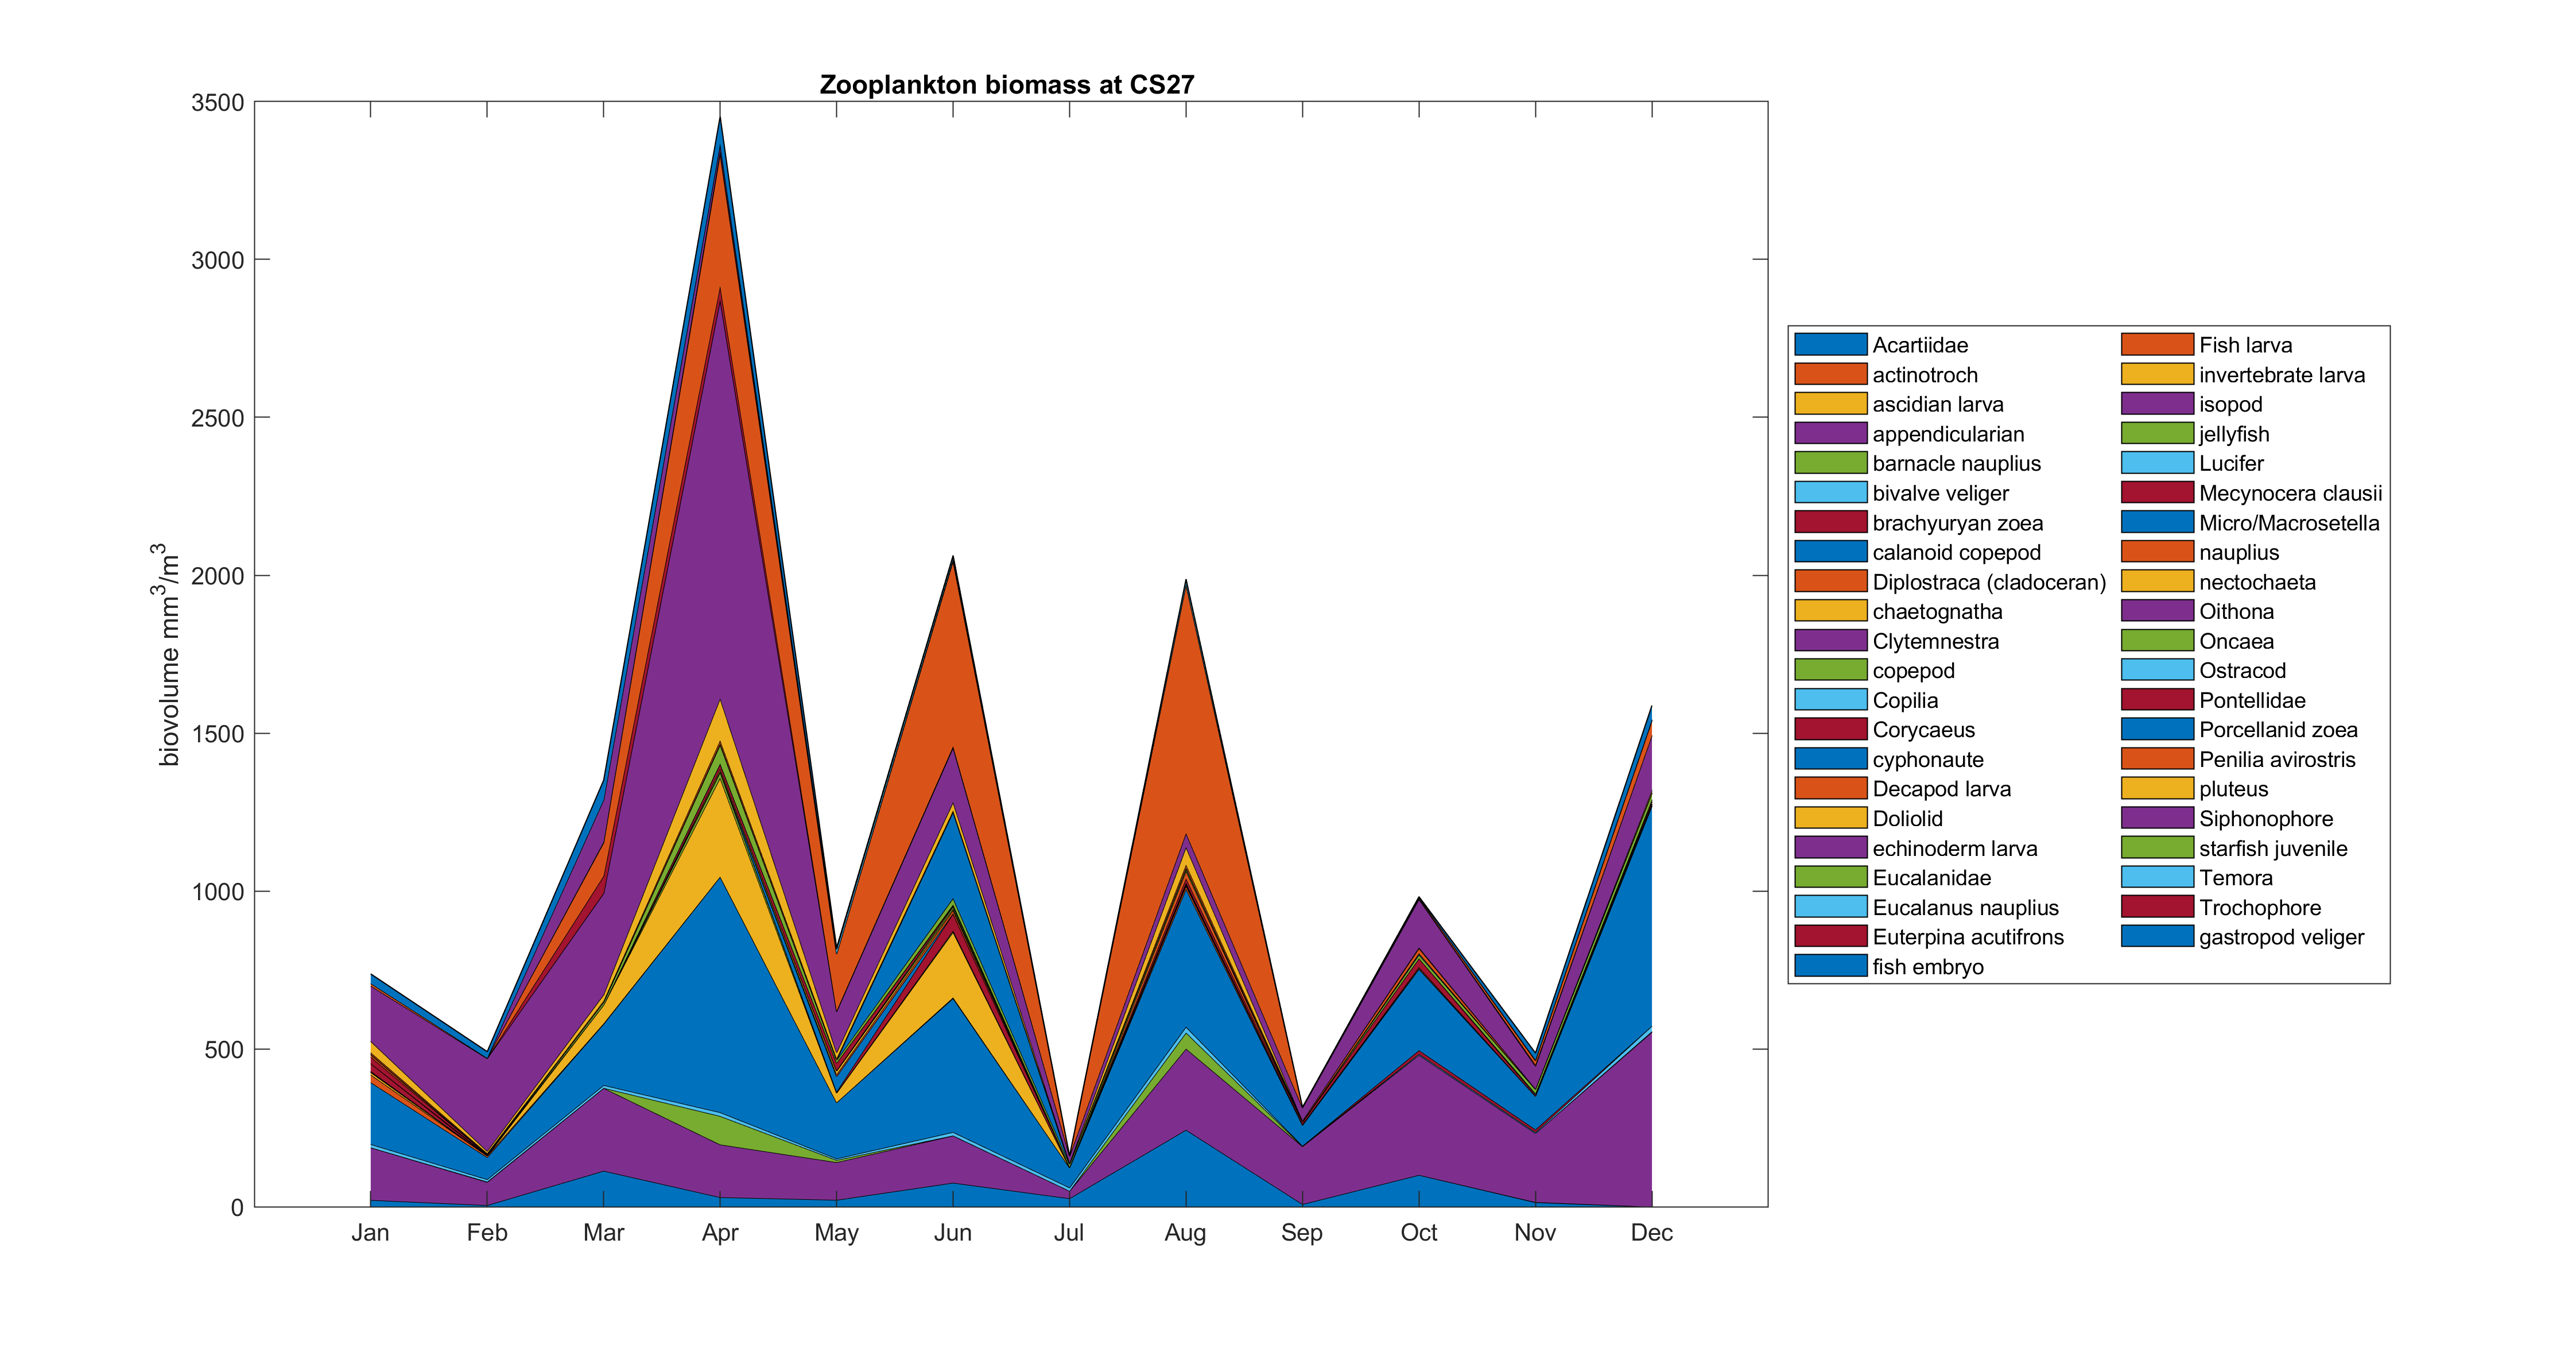 Zooplankton biomass at CS27
3500
3000
2500
2000
1500
1000
500
0
biovolume mm³/m³
Jan Feb Mar Apr May Jun Jul Aug Sep Oct Nov Dec
Acartiidae
actinotroch
ascidian larva
appendicularian
barnacle nauplius
bivalve veliger
brachyuryan zoea
calanoid copepod
Diplostraca (cladoceran)
chaetognatha
Clytemnestra
copepod
Copilia
Corycaeus
cyphonaute
Decapod larva
Doliolid
echinoderm larva
Eucalanidae
Eucalanus nauplius
Euterpina acutifrons
fish embryo
Fish larva
invertebrate larva
isopod
jellyfish
Lucifer
Mecynocera clausii
Micro/Macrosetella
nauplius
nectochaeta
Oithona
Oncaea
Ostracod
Pontellidae
Porcellanid zoea
Penilia avirostris
pluteus
Siphonophore
starfish juvenile
Temora
Trochophore
gastropod veliger